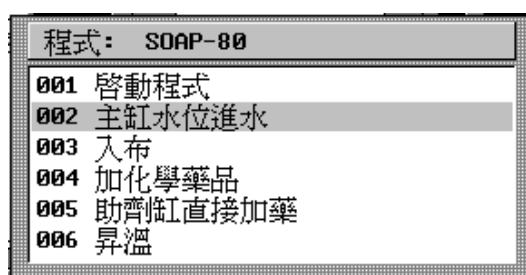 程式: SOAP-80
001 啓動程式
002 主缸水位進水
003 入布
004 加化學藥品
005 助劑缸直接加藥
006 昇溫